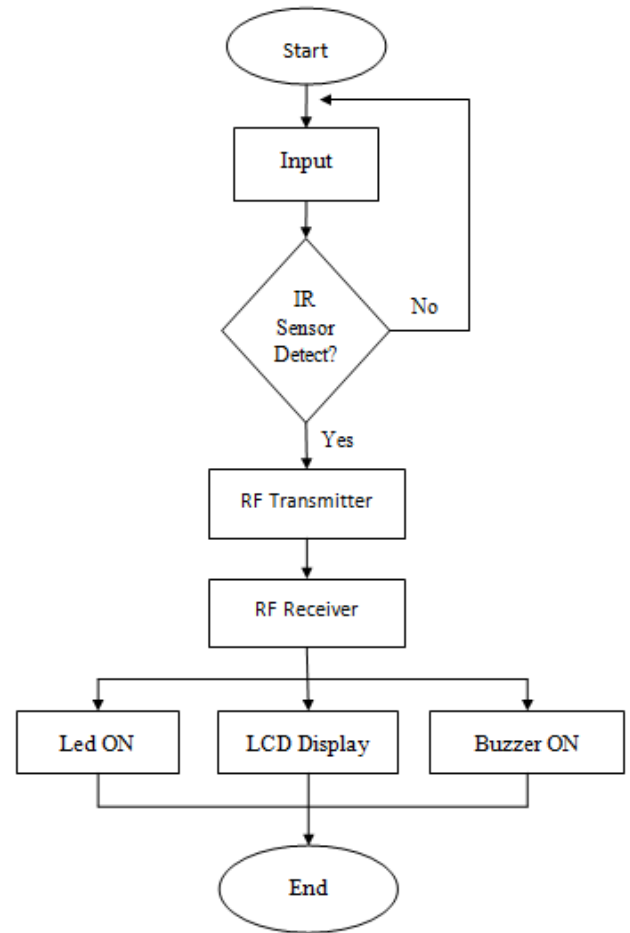 Start
Input
IR
Sensor
Detect?
No
Yes
RF Transmitter
RF Receiver
Led ON
LCD Display
Buzzer ON
End